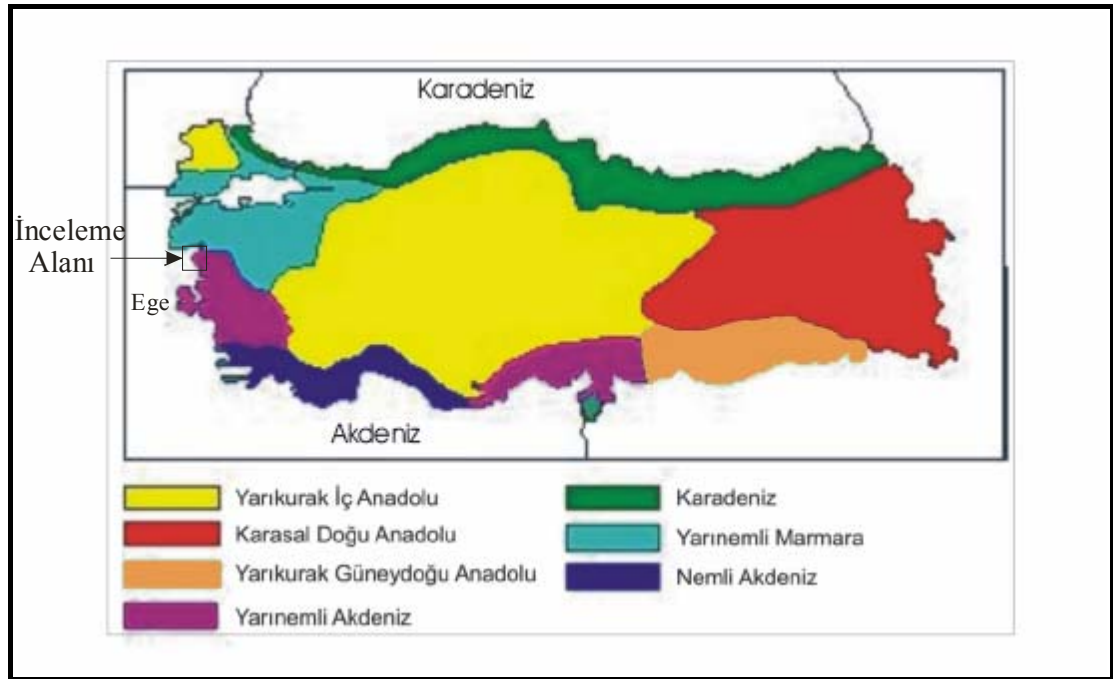 Karadeniz
İnceleme
Alanı
Ege
Akdeniz
Yarıkurak İç Anadolu
Karasal Doğu Anadolu
Yarıkurak Güneydoğu Anadolu
Yarınemli Akdeniz
Karadeniz
Yarınemli Marmara
Nemli Akdeniz